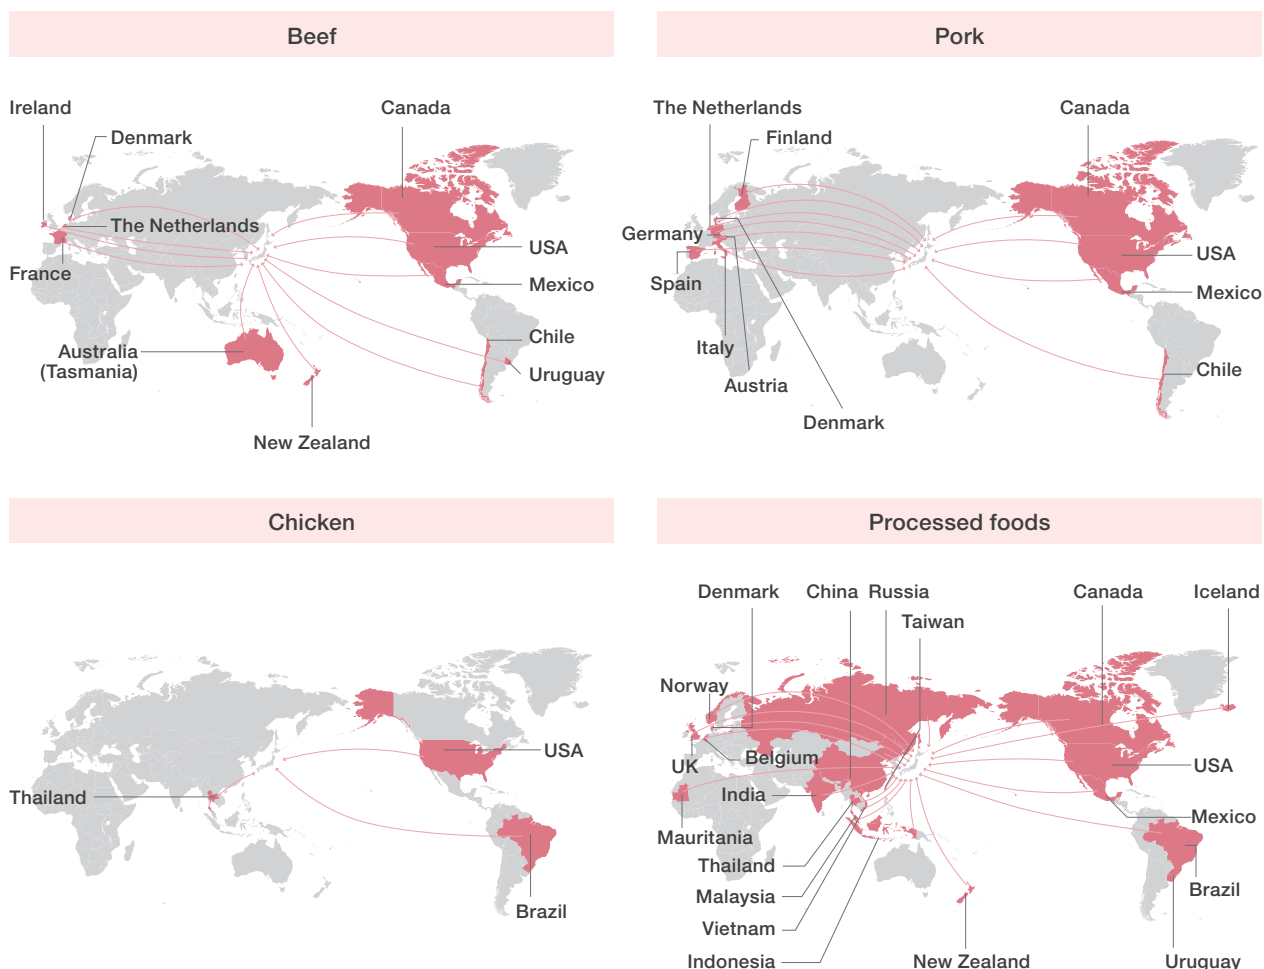 Beef
Ireland
Denmark
Canada
The Netherlands
France
USA
Mexico
Chile
Uruguay
Australia
(Tasmania)
New Zealand
Pork
The Netherlands
Finland
Canada
Germany
Spain
USA
Mexico
Italy
Austria
Denmark
Chile
Chicken
USA
Thailand
Brazil
Processed foods
Denmark
China
Russia
Canada
Iceland
Taiwan
Norway
UK
Belgium
USA
India
Mexico
Mauritania
Thailand
Malaysia
Brazil
Vietnam
Indonesia
New Zealand
Uruguay